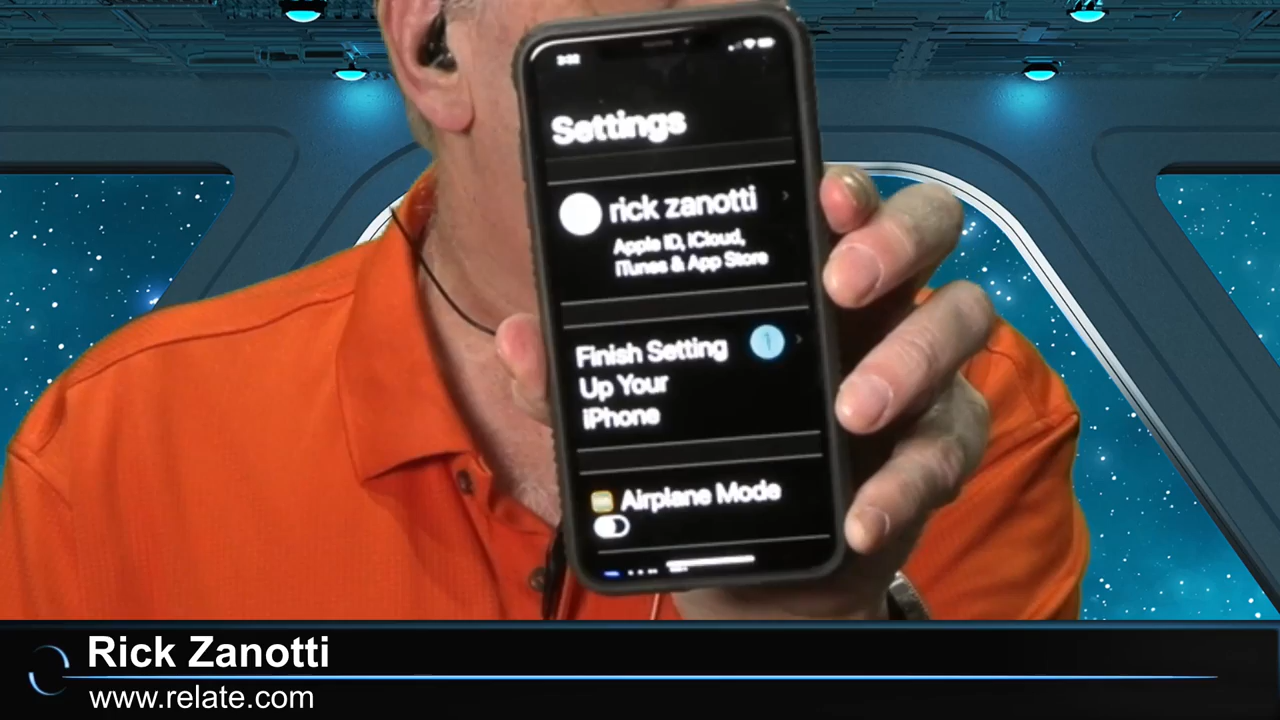 Settings
rick zanotti
Apple ID, iCloud,
iTunes & App Store
Finish Setting
Up Your
iPhone
Airplane Mode
Rick Zanotti
www.relate.com